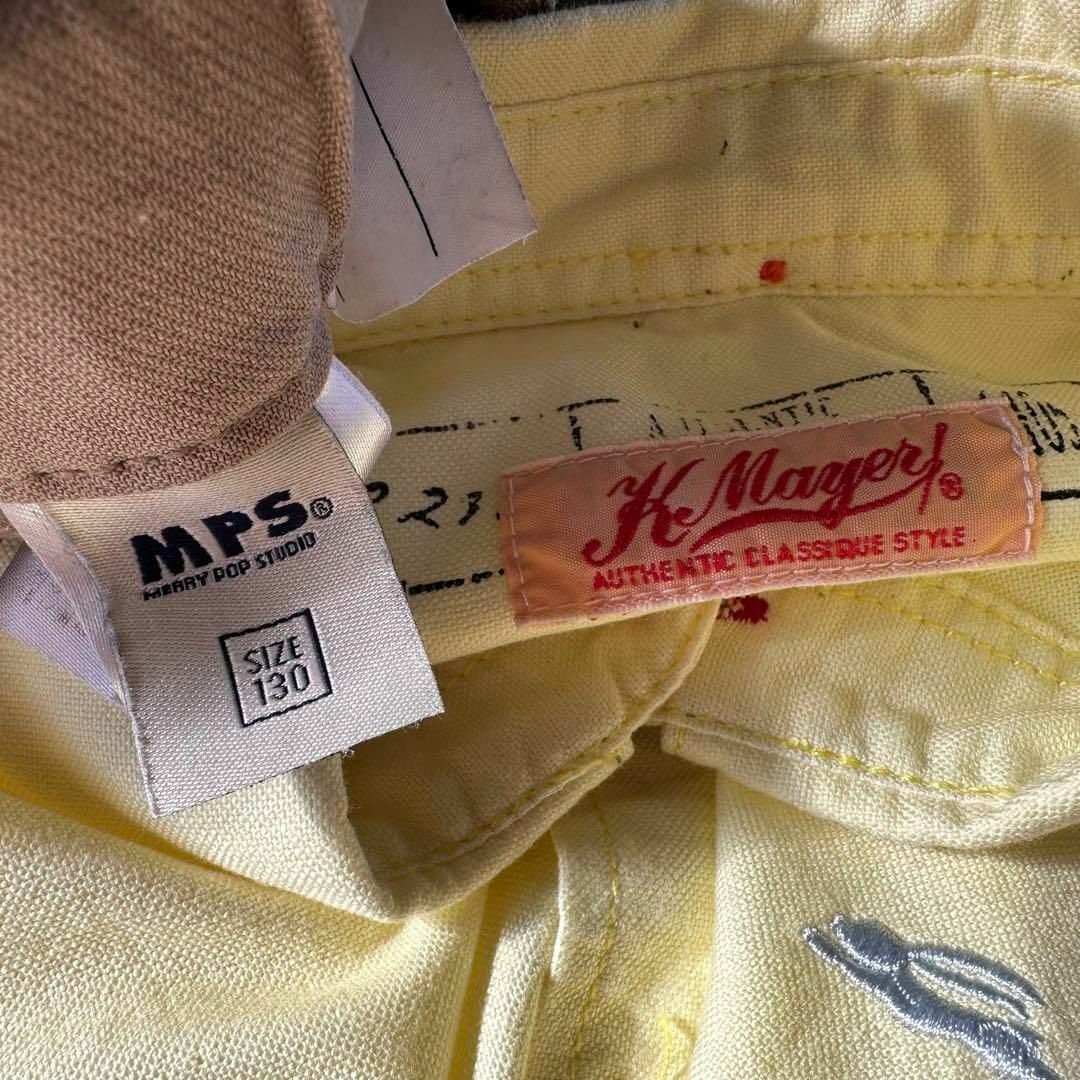 MPS®
MERRY POP STUDIO
SIZE
130
K Mayer!®
AUTHENTIC CLASSIQUE STYLE